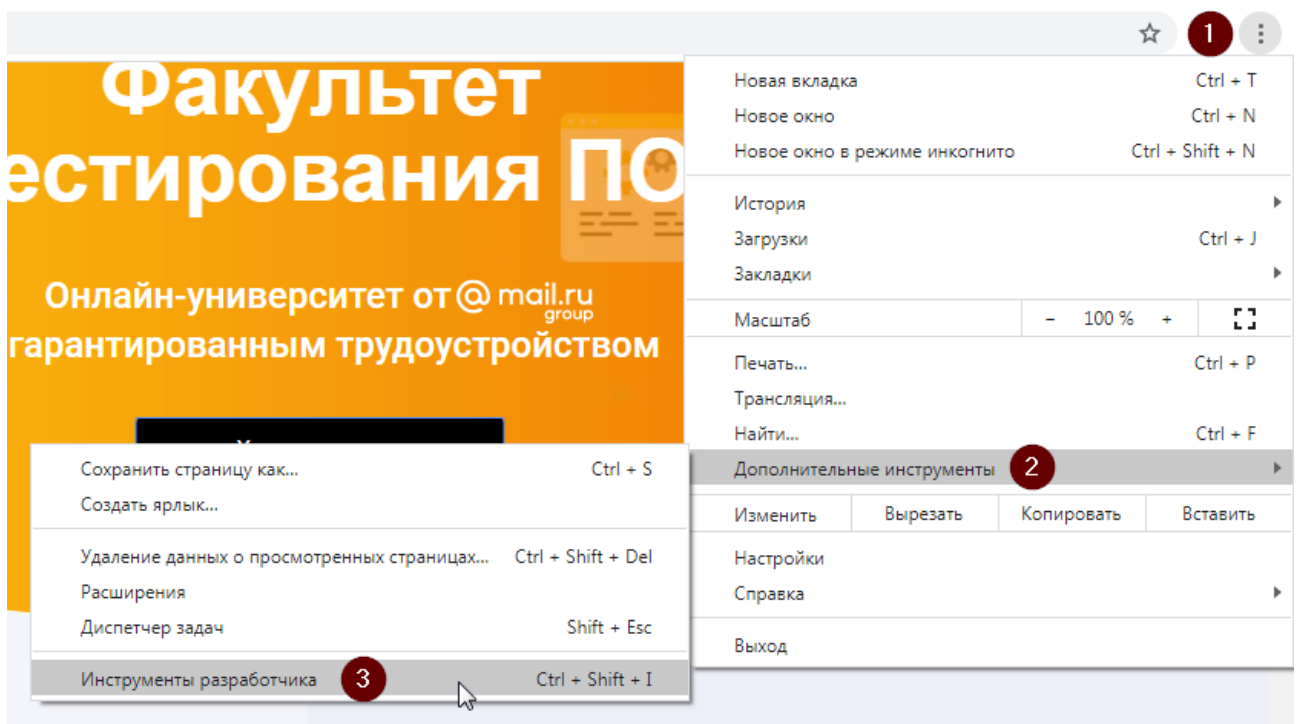 1
Факультет
естирования ПО
Онлайн-университет от @ mail.ru
group
гарантированным трудоустройством
Новая вкладка Ctrl + T
Новое окно Ctrl + N
Новое окно в режиме инкогнито Ctrl + Shift + N
История
Загрузки Ctrl + J
Закладки
Масштаб - 100 % +
Печать... Ctrl + P
Трансляция...
Найти... Ctrl + F
Дополнительные инструменты 2
Изменить Вырезать Копировать Вставить
Настройки
Справка
Выход
Сохранить страницу как... Ctrl + S
Создать ярлык...
Удаление данных о просмотренных страницах... Ctrl + Shift + Del
Расширения
Диспетчер задач Shift + Esc
Инструменты разработчика 3 Ctrl + Shift + I